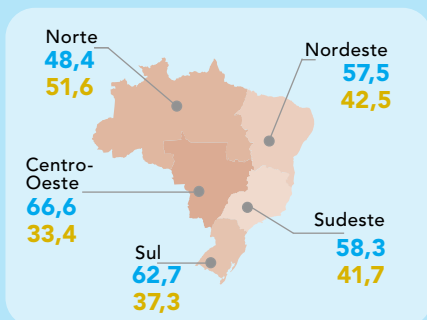 Norte
48,4
51,6
Nordeste
57,5
42,5
Centro-
Oeste
66,6
33,4
Sudeste
58,3
41,7
Sul
62,7
37,3